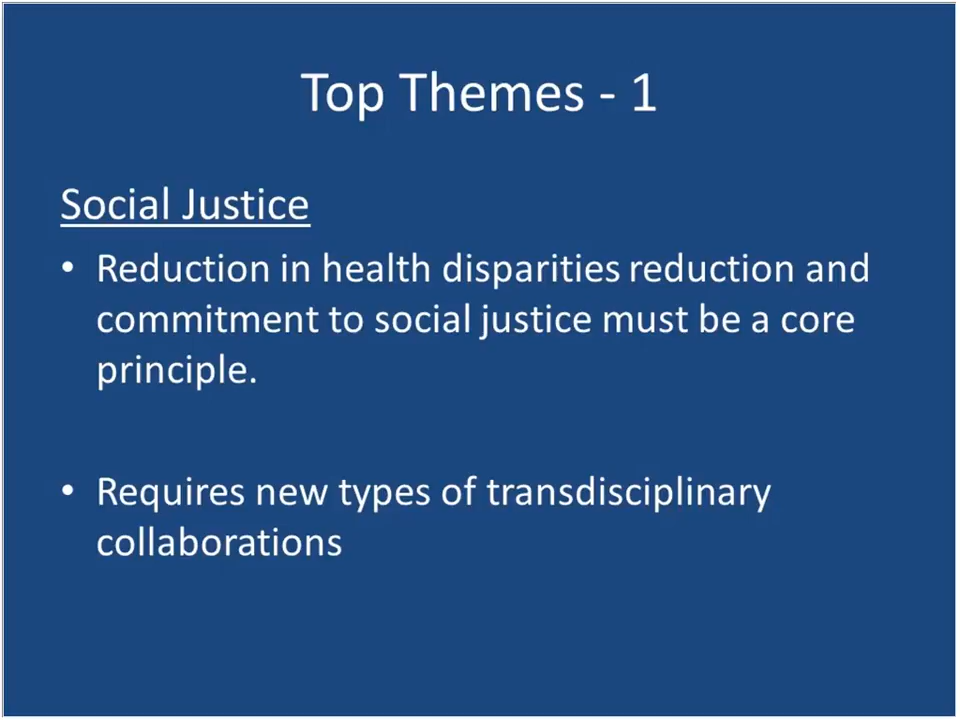 Top Themes - 1
Social Justice
• Reduction in health disparities reduction and
commitment to social justice must be a core
principle.
• Requires new types of transdisciplinary
collaborations